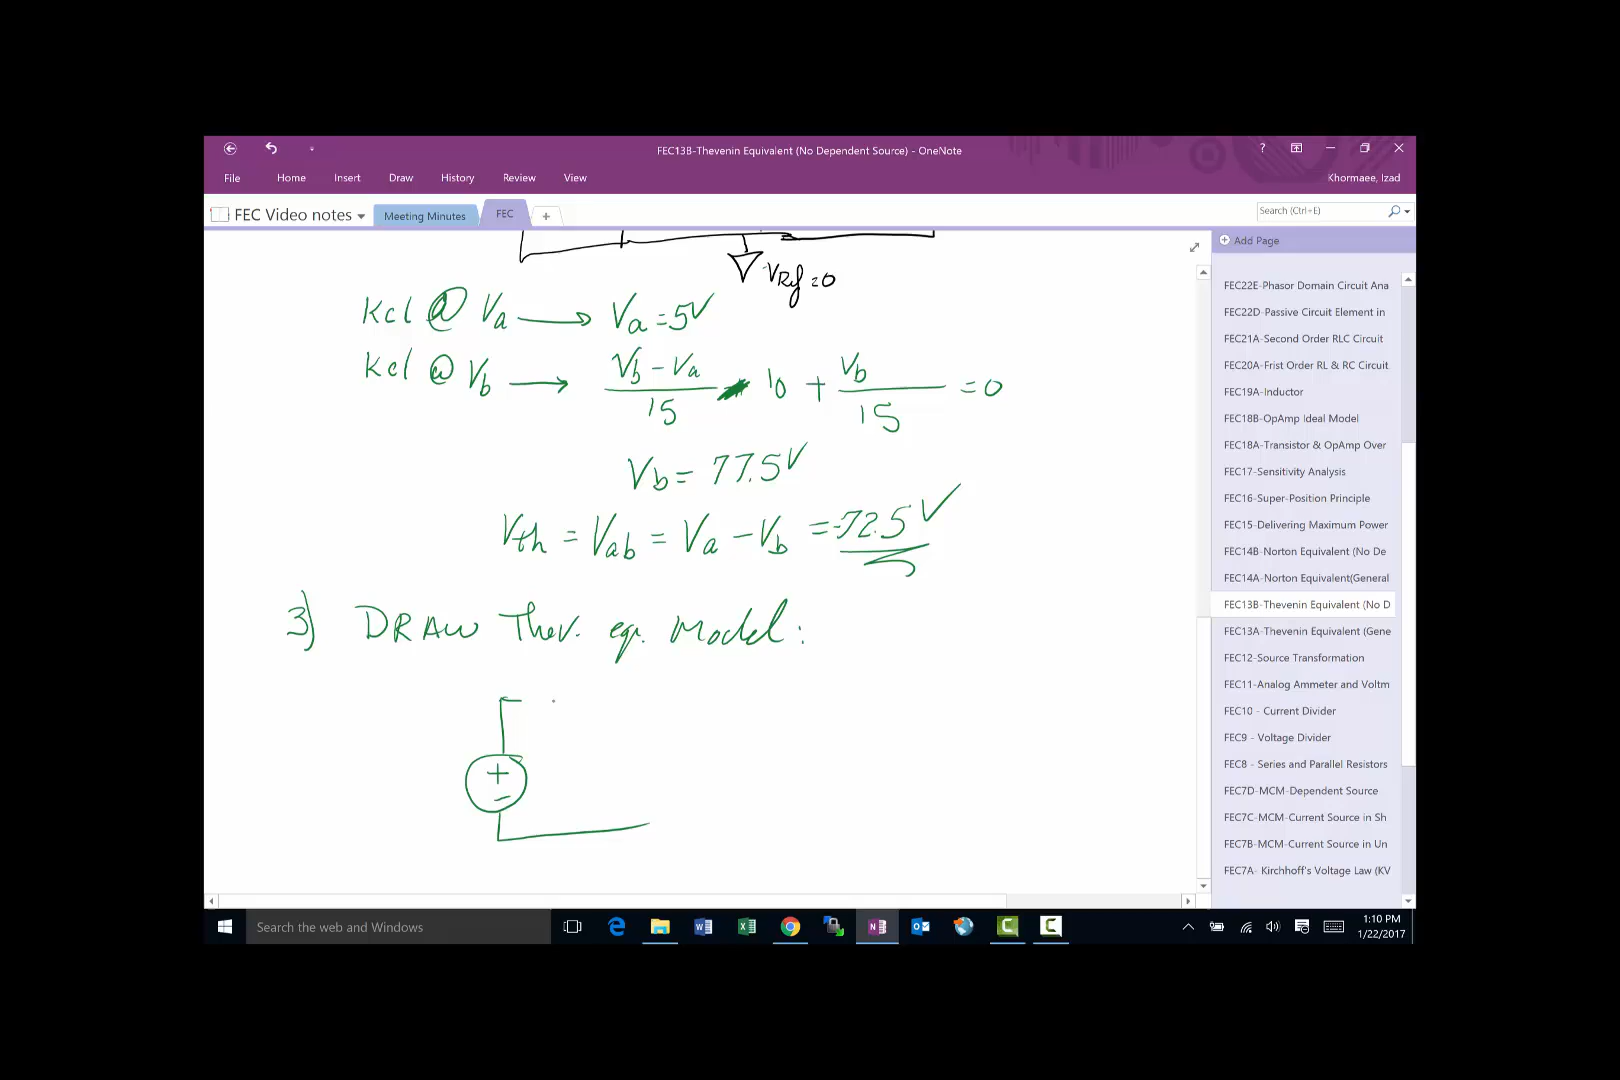 FEC13B-Thevenin Equivalent (No Dependent Source) - OneNote
File Home Insert Draw History Review View
Khormaee, Izad
FEC Video notes
Meeting Minutes
FEC
Search (Ctrl+E)
Add Page
VRef=0
Kcl @ Va → Va = 5V
Kcl @ Vb → Vb - Va / 15 - 10 + Vb / 15 = 0
Vb = 77.5V
Vth = Vab = Va - Vb = -72.5 V
3) DRAW Thev. eq. Model:
+
-
FEC22E-Phasor Domain Circuit Ana
FEC22D-Passive Circuit Element in
FEC21A-Second Order RLC Circuit
FEC20A-Frist Order RL & RC Circuit
FEC19A-Inductor
FEC18B-OpAmp Ideal Model
FEC18A-Transistor & OpAmp Over
FEC17-Sensitivity Analysis
FEC16-Super-Position Principle
FEC15-Delivering Maximum Power
FEC14B-Norton Equivalent (No De
FEC14A-Norton Equivalent(General
FEC13B-Thevenin Equivalent (No D
FEC13A-Thevenin Equivalent (Gene
FEC12-Source Transformation
FEC11-Analog Ammeter and Voltm
FEC10 - Current Divider
FEC9 - Voltage Divider
FEC8 - Series and Parallel Resistors
FEC7D-MCM-Dependent Source
FEC7C-MCM-Current Source in Sh
FEC7B-MCM-Current Source in Un
FEC7A- Kirchhoff's Voltage Law (KV
Search the web and Windows
1:10 PM
1/22/2017